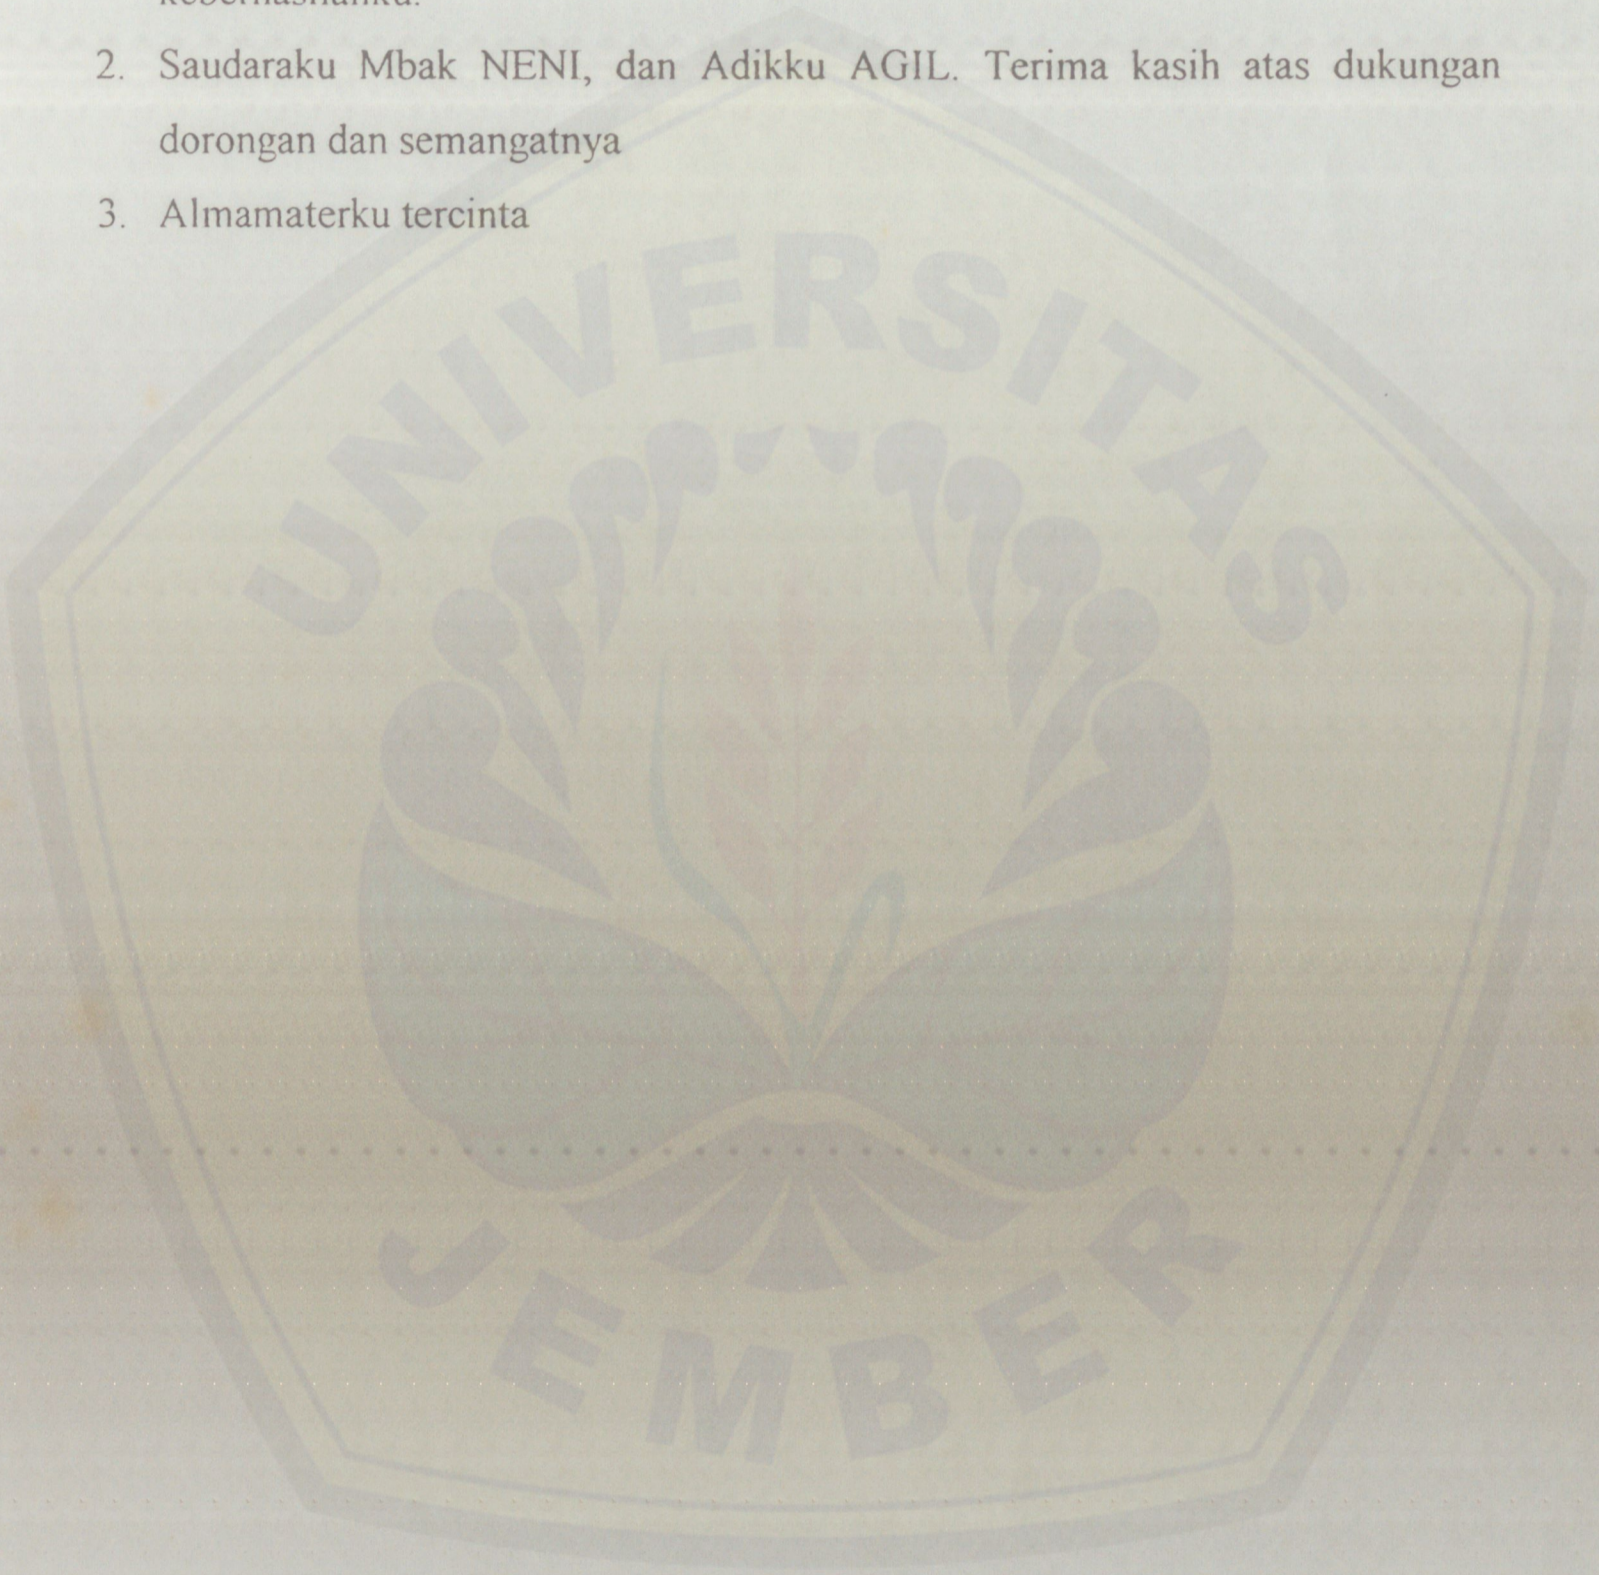 2. Saudaraku Mbak NENI, dan Adikku AGIL. Terima kasih atas dukungan
dorongan dan semangatnya
3. Almamaterku tercinta
UNIVERSITAS
JEMBER